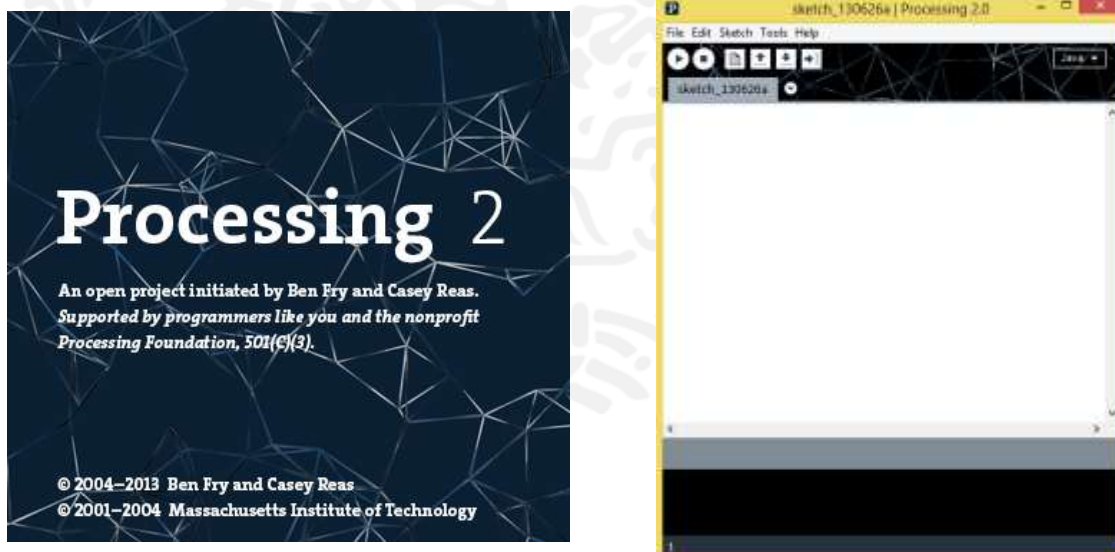 Processing 2
An open project initiated by Ben Fry and Casey Reas.
Supported by programmers like you and the nonprofit
Processing Foundation, 501(C)(3).
© 2004–2013 Ben Fry and Casey Reas
© 2001–2004 Massachusetts Institute of Technology
sketch_130626a | Processing 2.0
File Edit Sketch Tools Help
Java
sketch_130626a
1